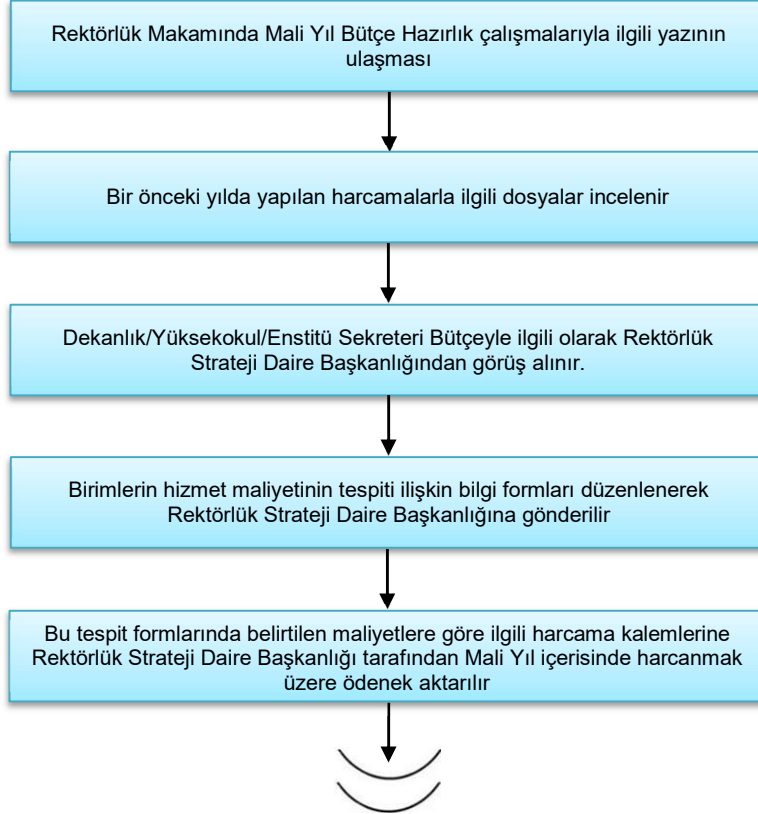 Rektörlük Makamında Mali Yıl Bütçe Hazırlık çalışmalarıyla ilgili yazının
ulaşması
Bir önceki yılda yapılan harcamalarla ilgili dosyalar incelenir
Dekanlık/Yüksekokul/Enstitü Sekreteri Bütçeyle ilgili olarak Rektörlük
Strateji Daire Başkanlığından görüş alınır.
Birimlerin hizmet maliyetinin tespiti ilişkin bilgi formları düzenlenerek
Rektörlük Strateji Daire Başkanlığına gönderilir
Bu tespit formlarında belirtilen maliyetlere göre ilgili harcama kalemlerine
Rektörlük Strateji Daire Başkanlığı tarafından Mali Yıl içerisinde harcanmak
üzere ödenek aktarılır